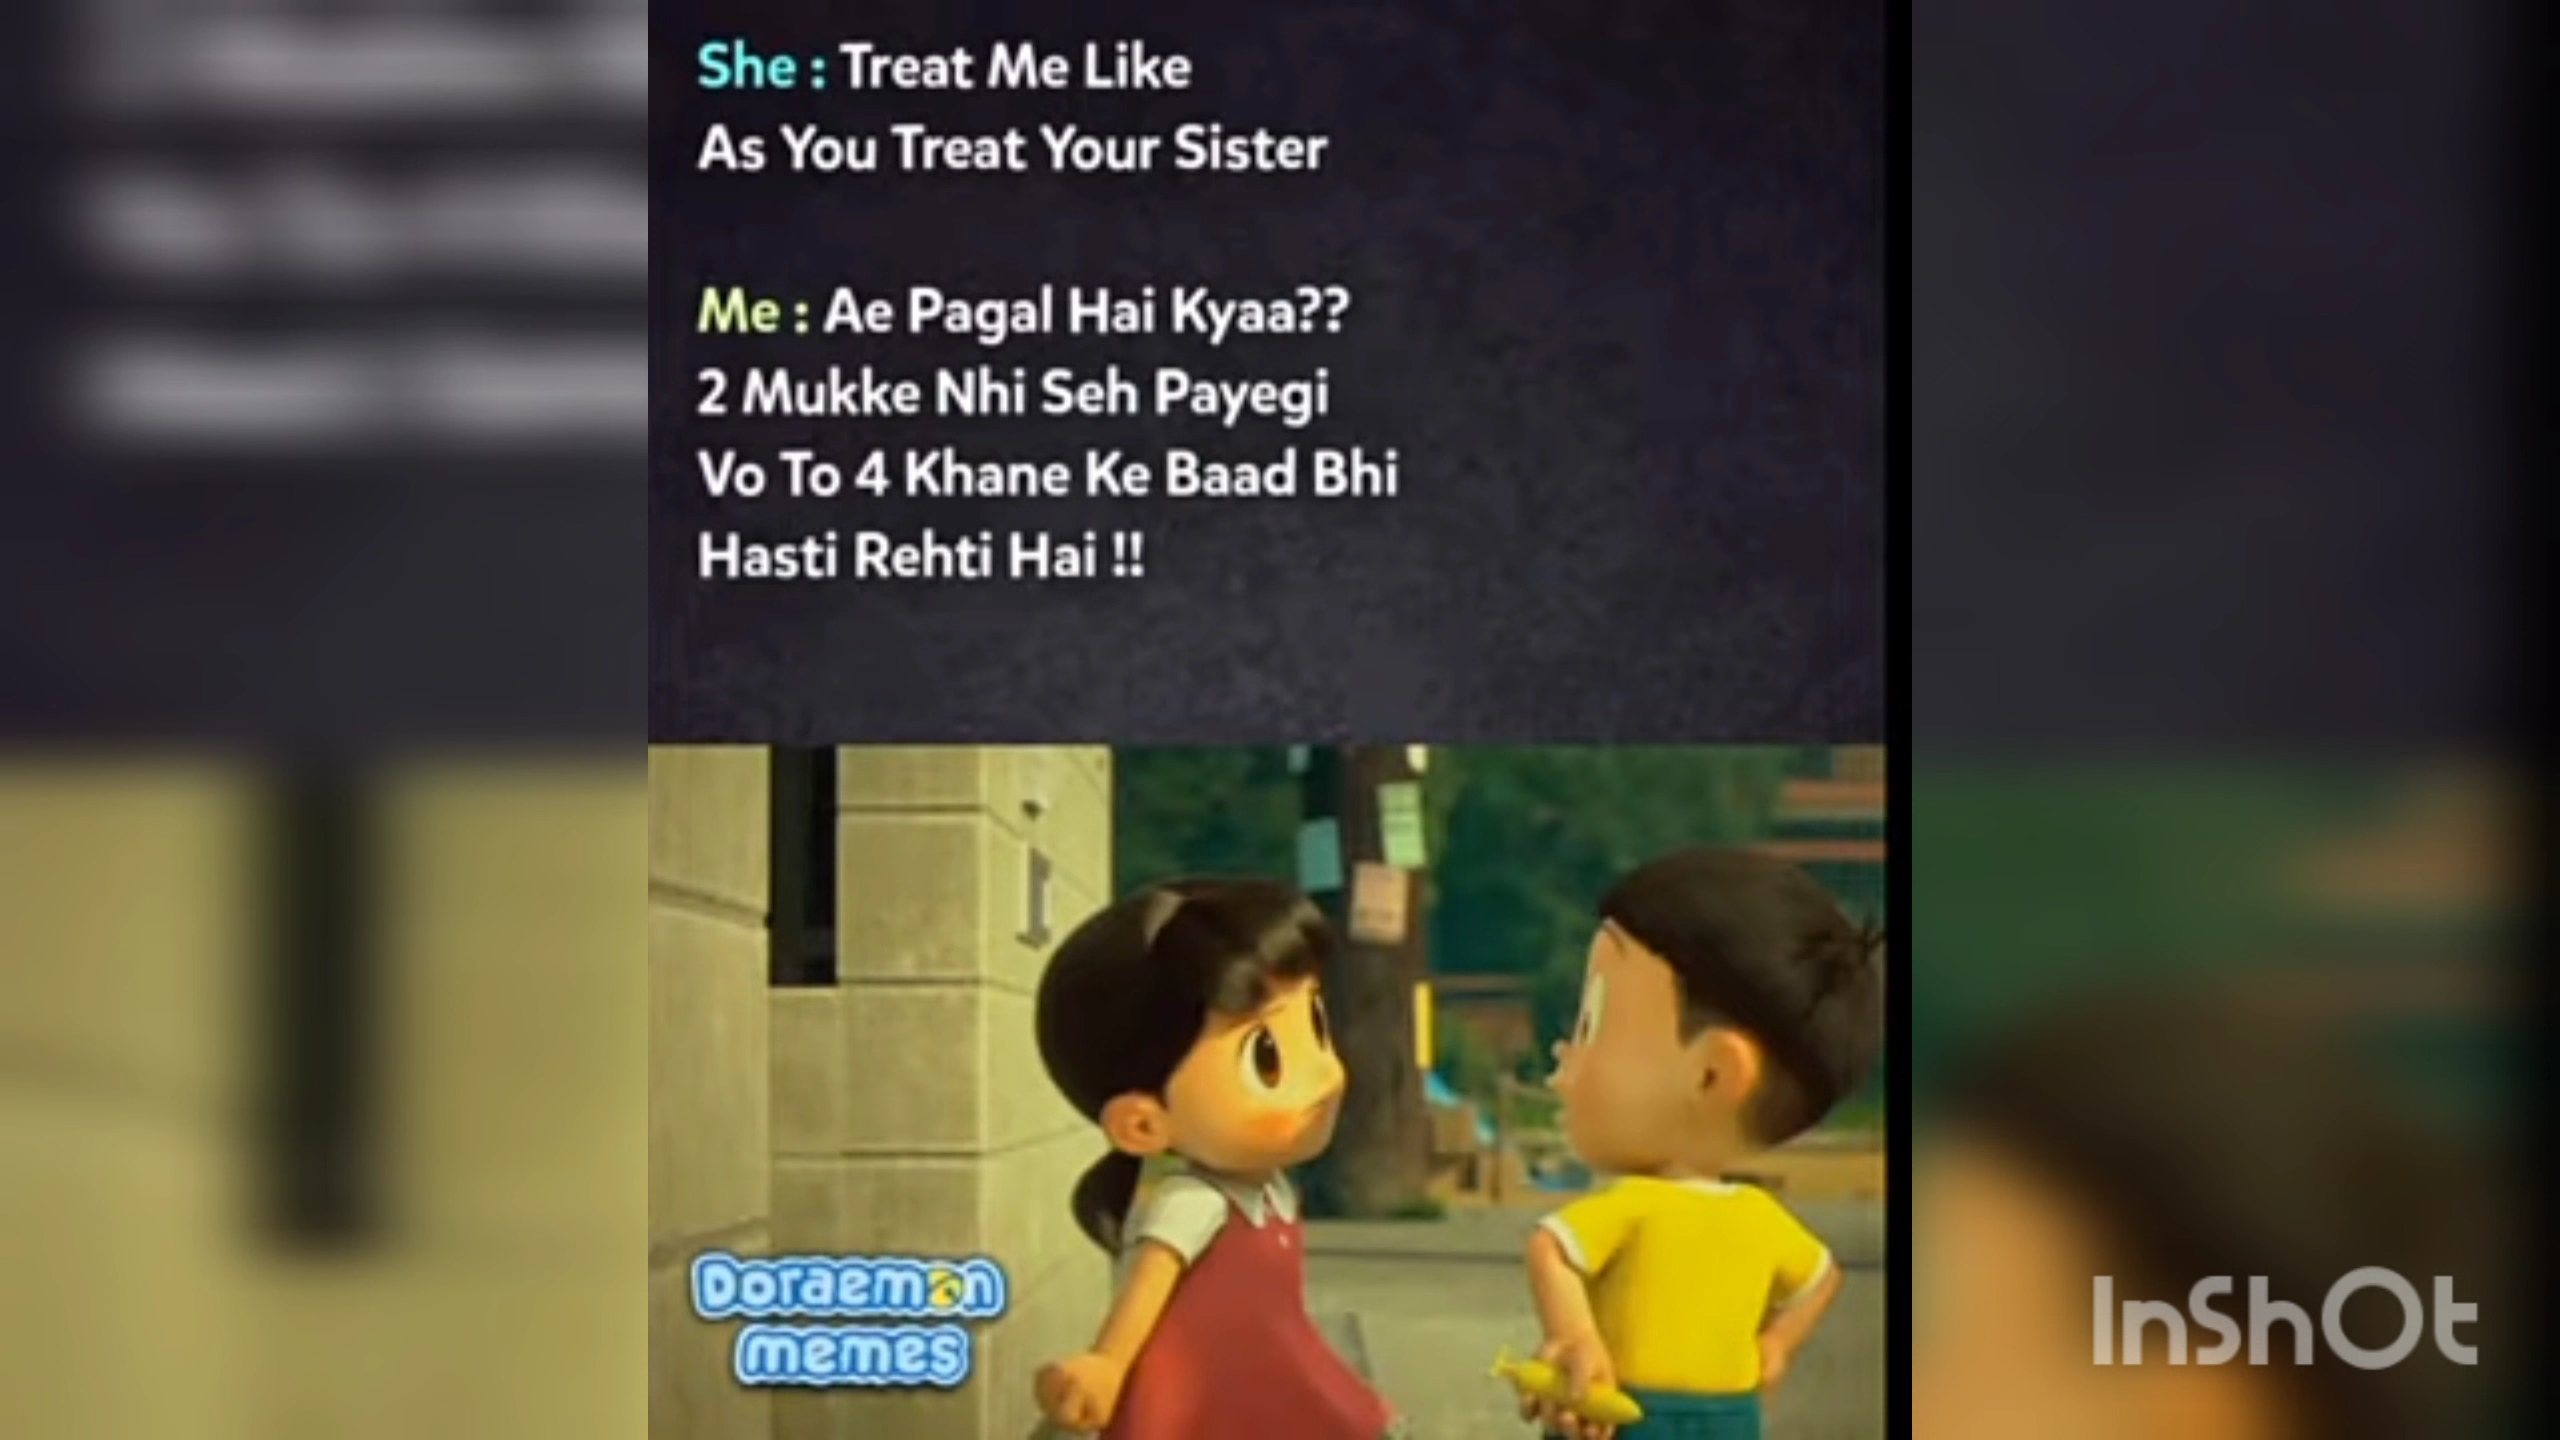 She : Treat Me Like
As You Treat Your Sister
Me : Ae Pagal Hai Kyaa??
2 Mukke Nhi Seh Payegi
Vo To 4 Khane Ke Baad Bhi
Hasti Rehti Hai !!
Doraemon
memes
InShOt